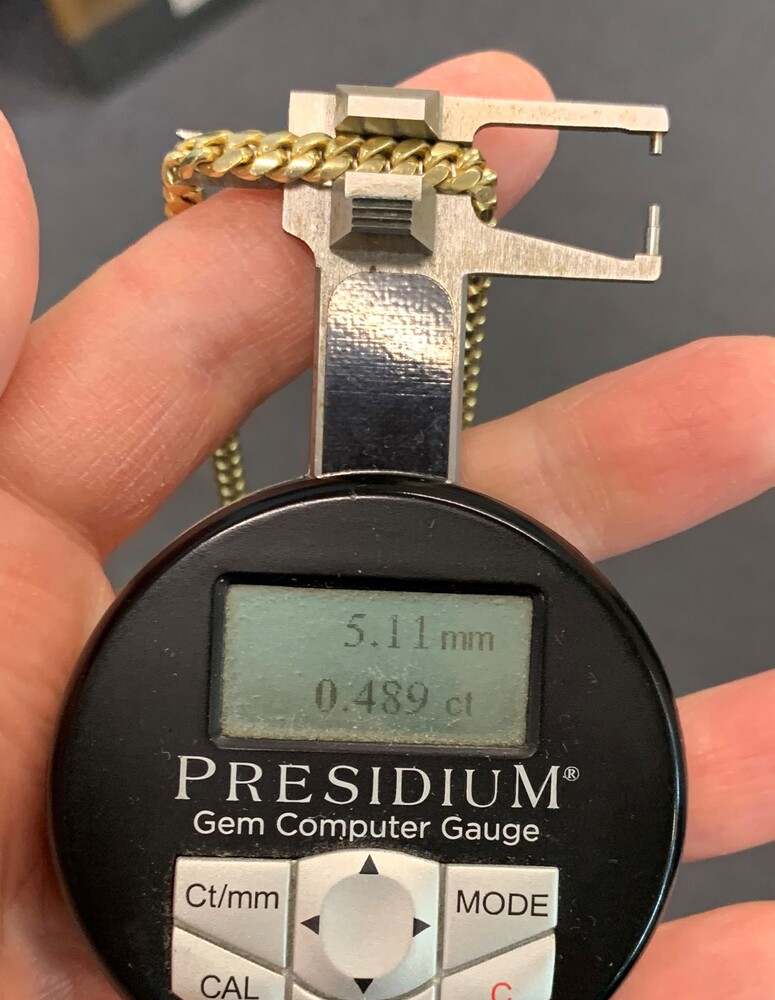 5.11 mm
0.489 ct
PRESIDIUM®
Gem Computer Gauge
Ct/mm
MODE
CAL
C